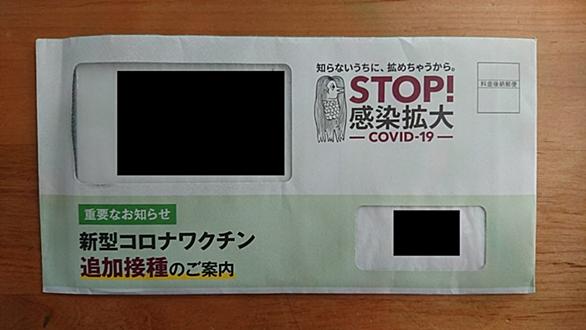 知らないうちに、拡めちゃうから。
STOP!
感染拡大
COVID-19
料金後納郵便
重要なお知らせ
新型コロナワクチン
追加接種のご案内